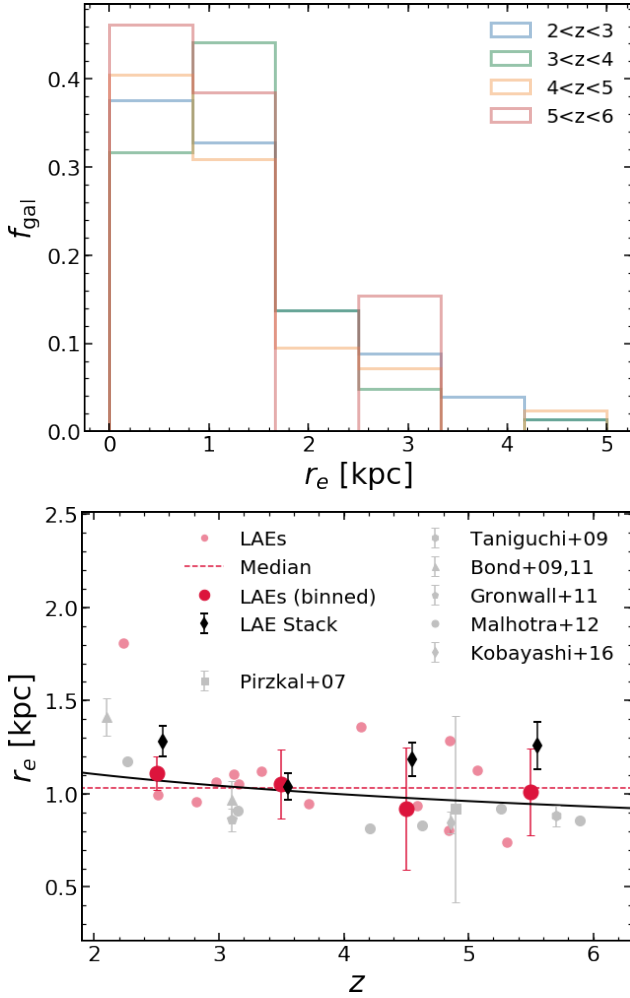 2<z<3
3<z<4
4<z<5
5<z<6
0.4
0.3
0.2
0.1
0.0
f_gal
0 1 2 3 4 5
r_e [kpc]
LAEs
Median
LAEs (binned)
LAE Stack
Pirzkal+07
Taniguchi+09
Bond+09,11
Gronwall+11
Malhotra+12
Kobayashi+16
2.5
2.0
1.5
1.0
0.5
r_e [kpc]
2 3 4 5 6
z